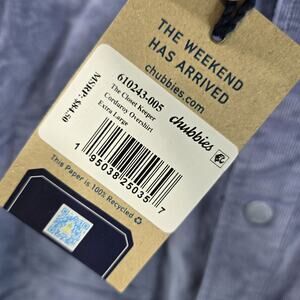 THE WEEKEND
HAS ARRIVED
chubbies.com
610243-005
The Closet Keeper
Corduroy Overshirt
Extra Large
MSRP: $84.50
chubbies
1 95038 25035 7
This Paper is 100% Recycled